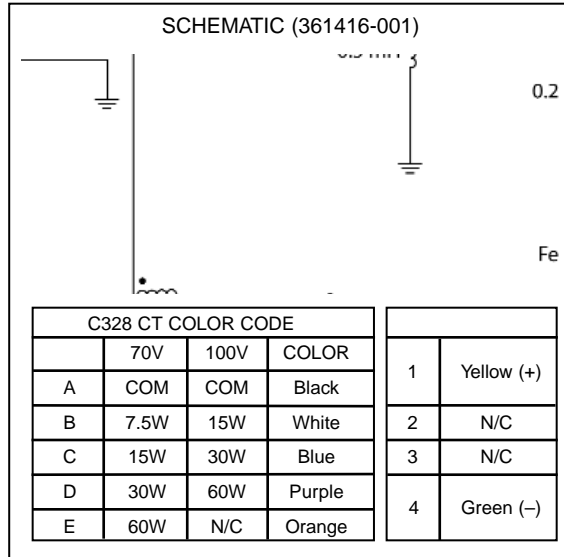 SCHEMATIC (361416-001)
0.2
Fe
C328 CT COLOR CODE
70V 100V COLOR
A COM COM Black
B 7.5W 15W White
C 15W 30W Blue
D 30W 60W Purple
E 60W N/C Orange
1 Yellow (+)
2 N/C
3 N/C
4 Green (–)